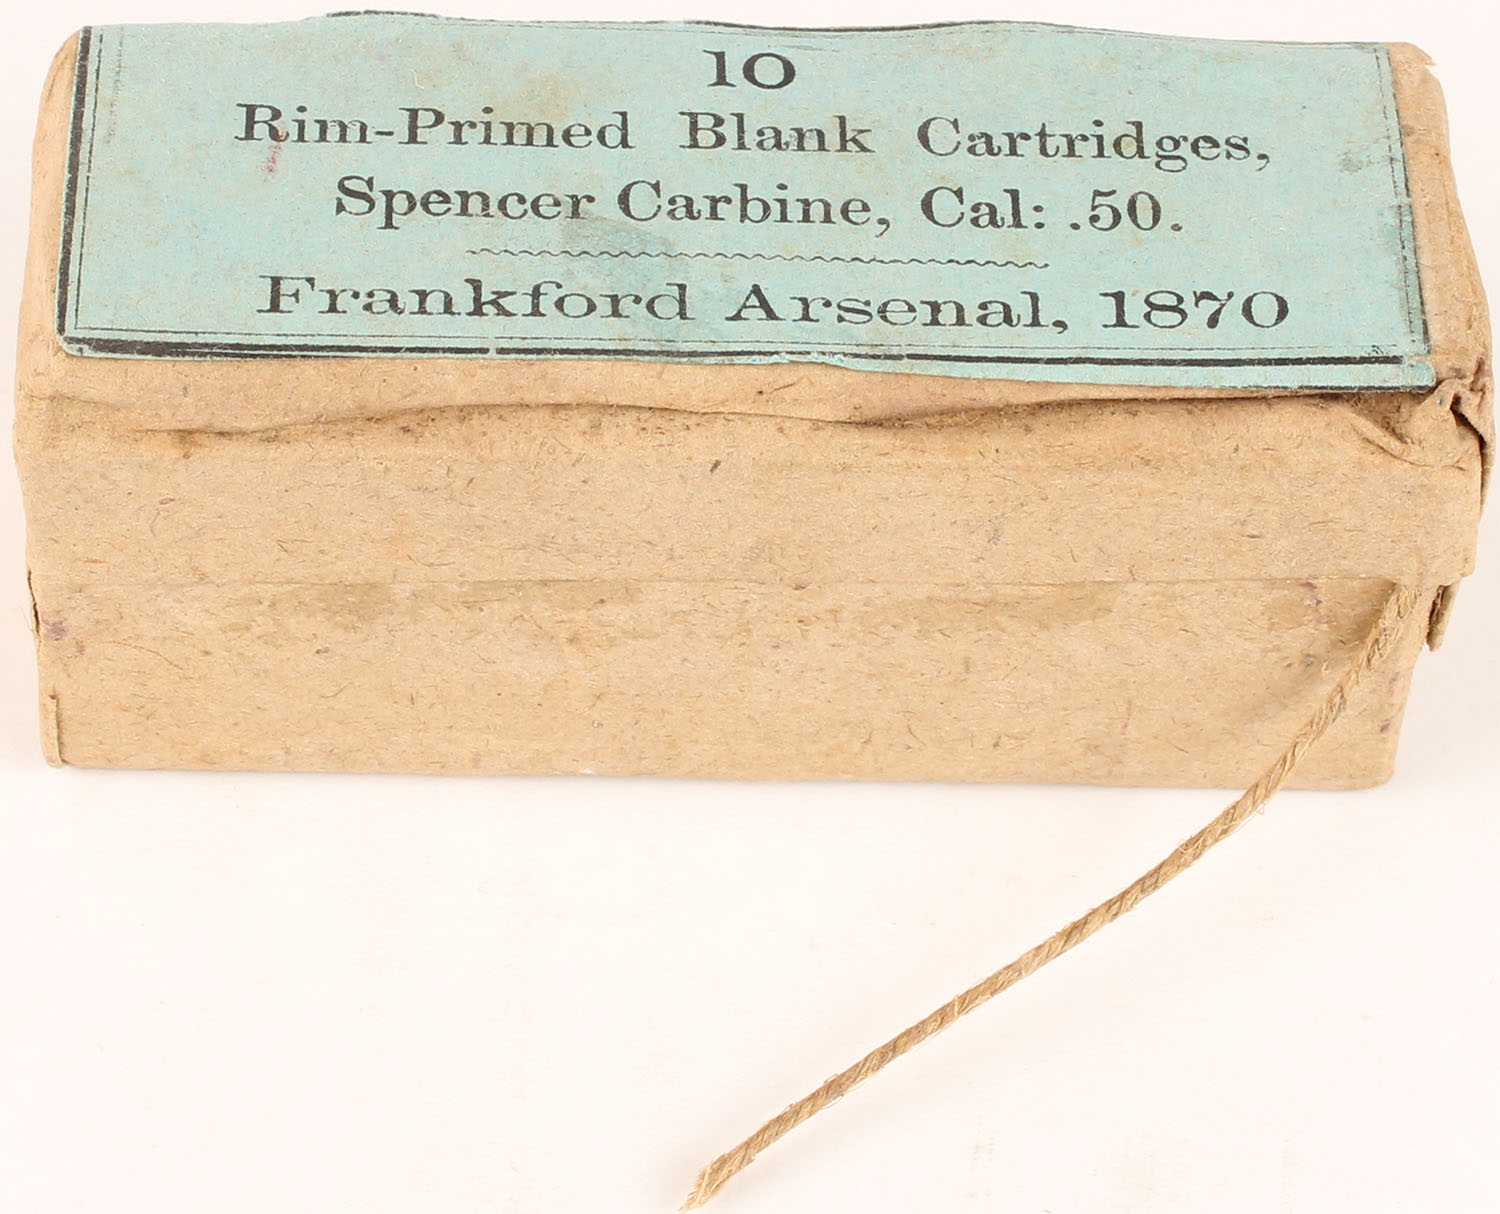 10
Rim-Primed Blank Cartridges,
Spencer Carbine, Cal: .50.
Frankford Arsenal, 1870